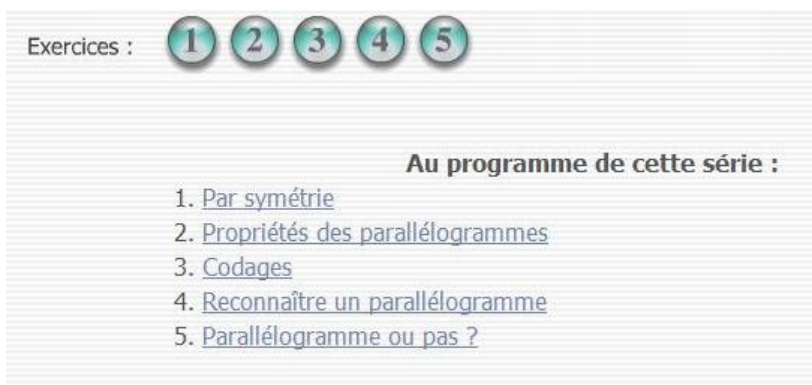 Exercices : 1 2 3 4 5
Au programme de cette série :
1. Par symétrie
2. Propriétés des parallélogrammes
3. Codages
4. Reconnaître un parallélogramme
5. Parallélogramme ou pas ?